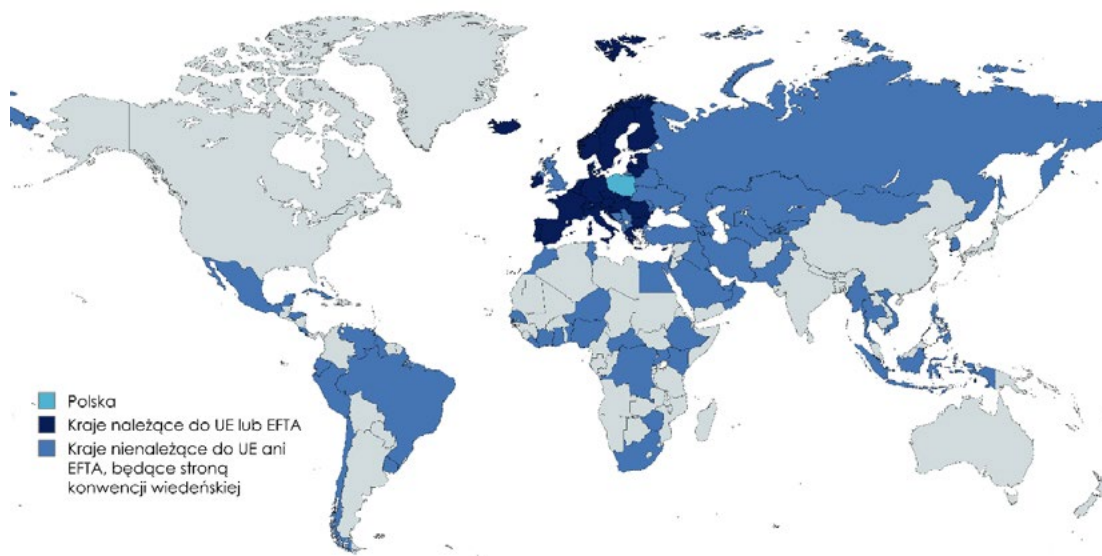 Polska
Kraje należące do UE lub EFTA
Kraje nienależące do UE ani
EFTA, będące stroną
konwencji wiedeńskiej